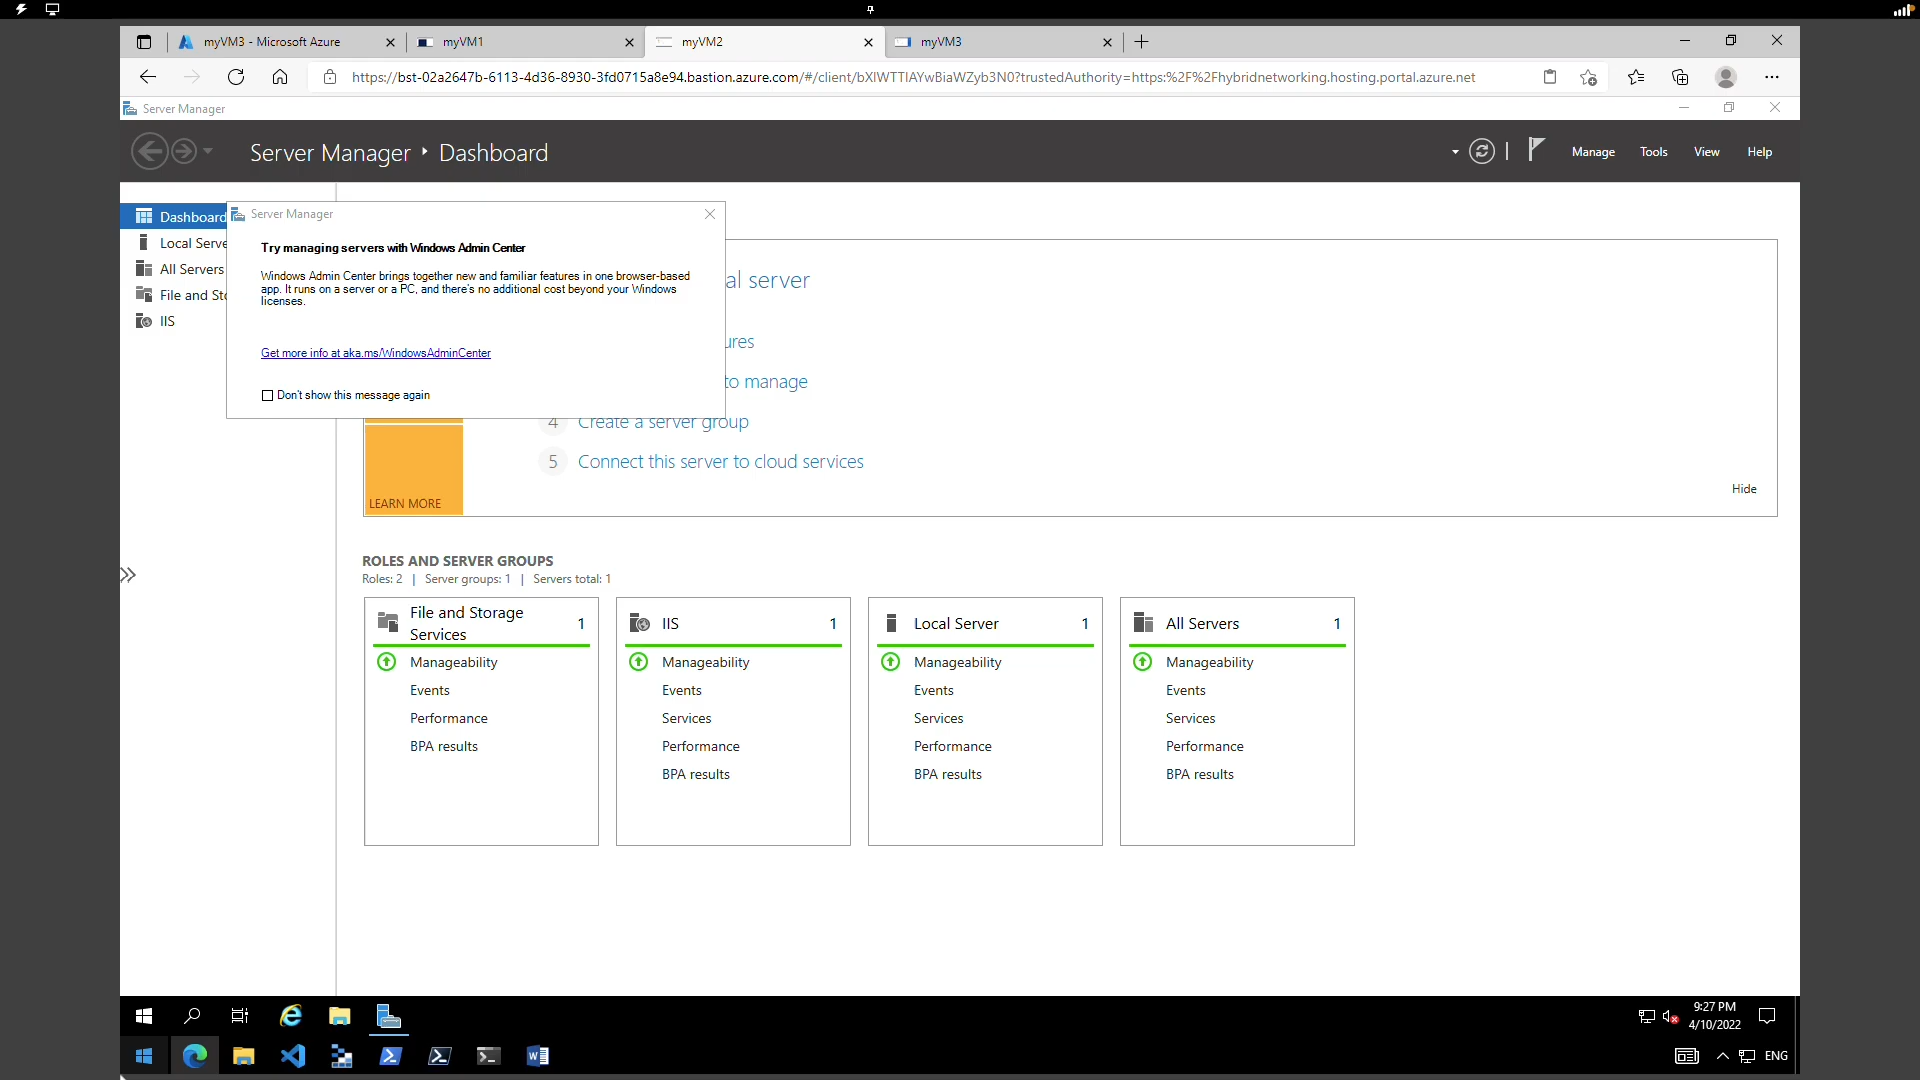 myVM3 - Microsoft Azure
myVM1
myVM2
myVM3
https://bst-02a2647b-6113-4d36-8930-3fd0715a8e94.bastion.azure.com/#/client/bXlWTTIAYwBiaWZyb3N0?trustedAuthority=https:%2F%2Fhybridnetworking.hosting.portal.azure.net
Server Manager
Server Manager
Dashboard
Manage
Tools
View
Help
Dashboard
Local Serve
All Servers
File and Sto
IIS
Server Manager
Try managing servers with Windows Admin Center
Windows Admin Center brings together new and familiar features in one browser-based
app. It runs on a server or a PC, and there's no additional cost beyond your Windows
licenses.
Get more info at aka.ms/WindowsAdminCenter
Don't show this message again
al server
ures
to manage
4 Create a server group
5 Connect this server to cloud services
LEARN MORE
Hide
ROLES AND SERVER GROUPS
Roles: 2 | Server groups: 1 | Servers total: 1
File and Storage
Services
1
Manageability
Events
Performance
BPA results
IIS
1
Manageability
Events
Services
Performance
BPA results
Local Server
1
Manageability
Events
Services
Performance
BPA results
All Servers
1
Manageability
Events
Services
Performance
BPA results
9:27 PM
4/10/2022
ENG